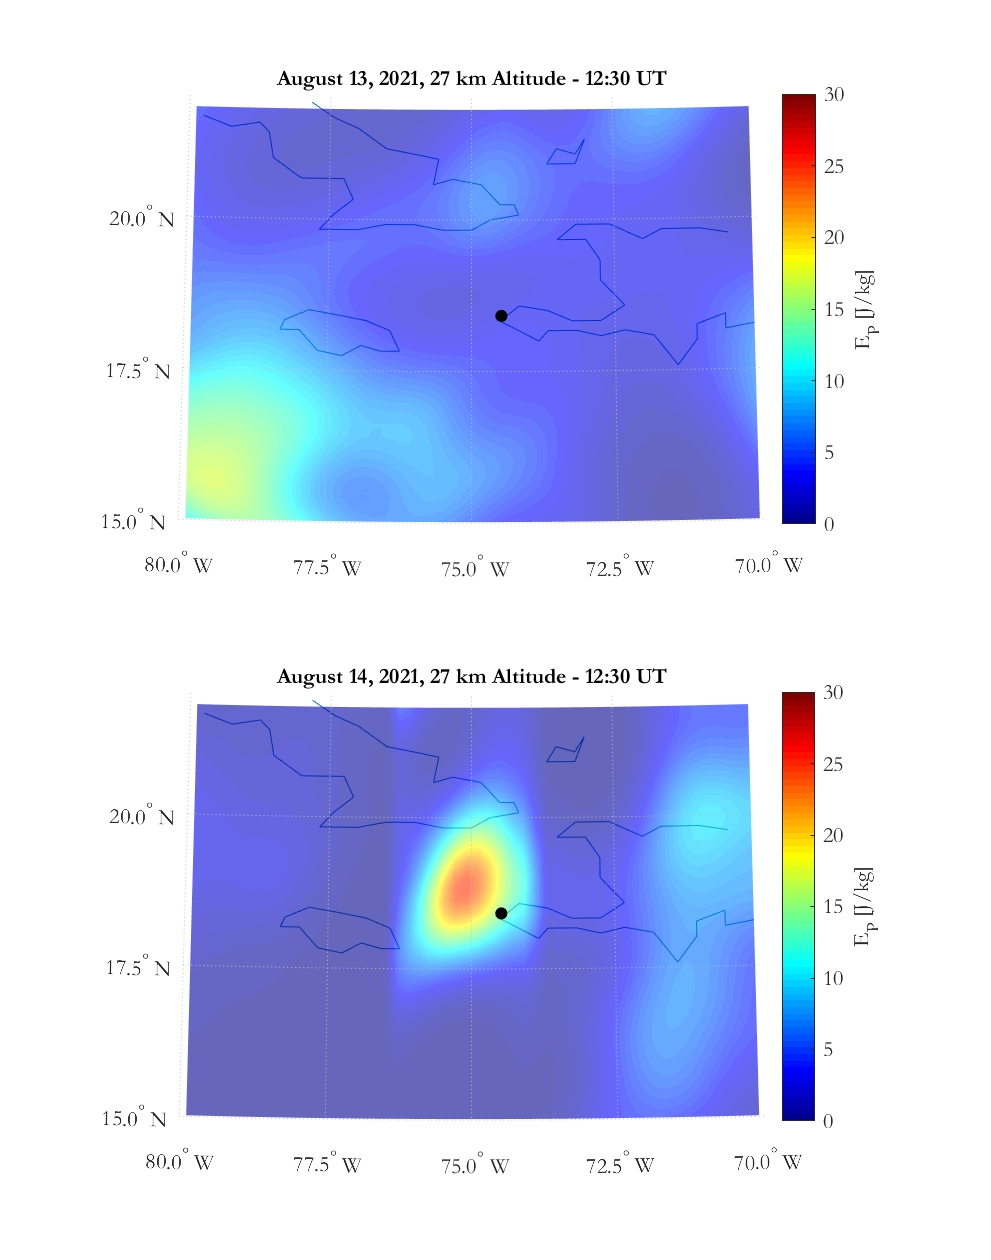 August 13, 2021, 27 km Altitude - 12:30 UT
30
25
20
15
10
5
0
E_p [J/kg]
20.0° N
17.5° N
15.0° N
80.0° W 77.5° W 75.0° W 72.5° W 70.0° W
August 14, 2021, 27 km Altitude - 12:30 UT
30
25
20
15
10
5
0
E_p [J/kg]
20.0° N
17.5° N
15.0° N
80.0° W 77.5° W 75.0° W 72.5° W 70.0° W